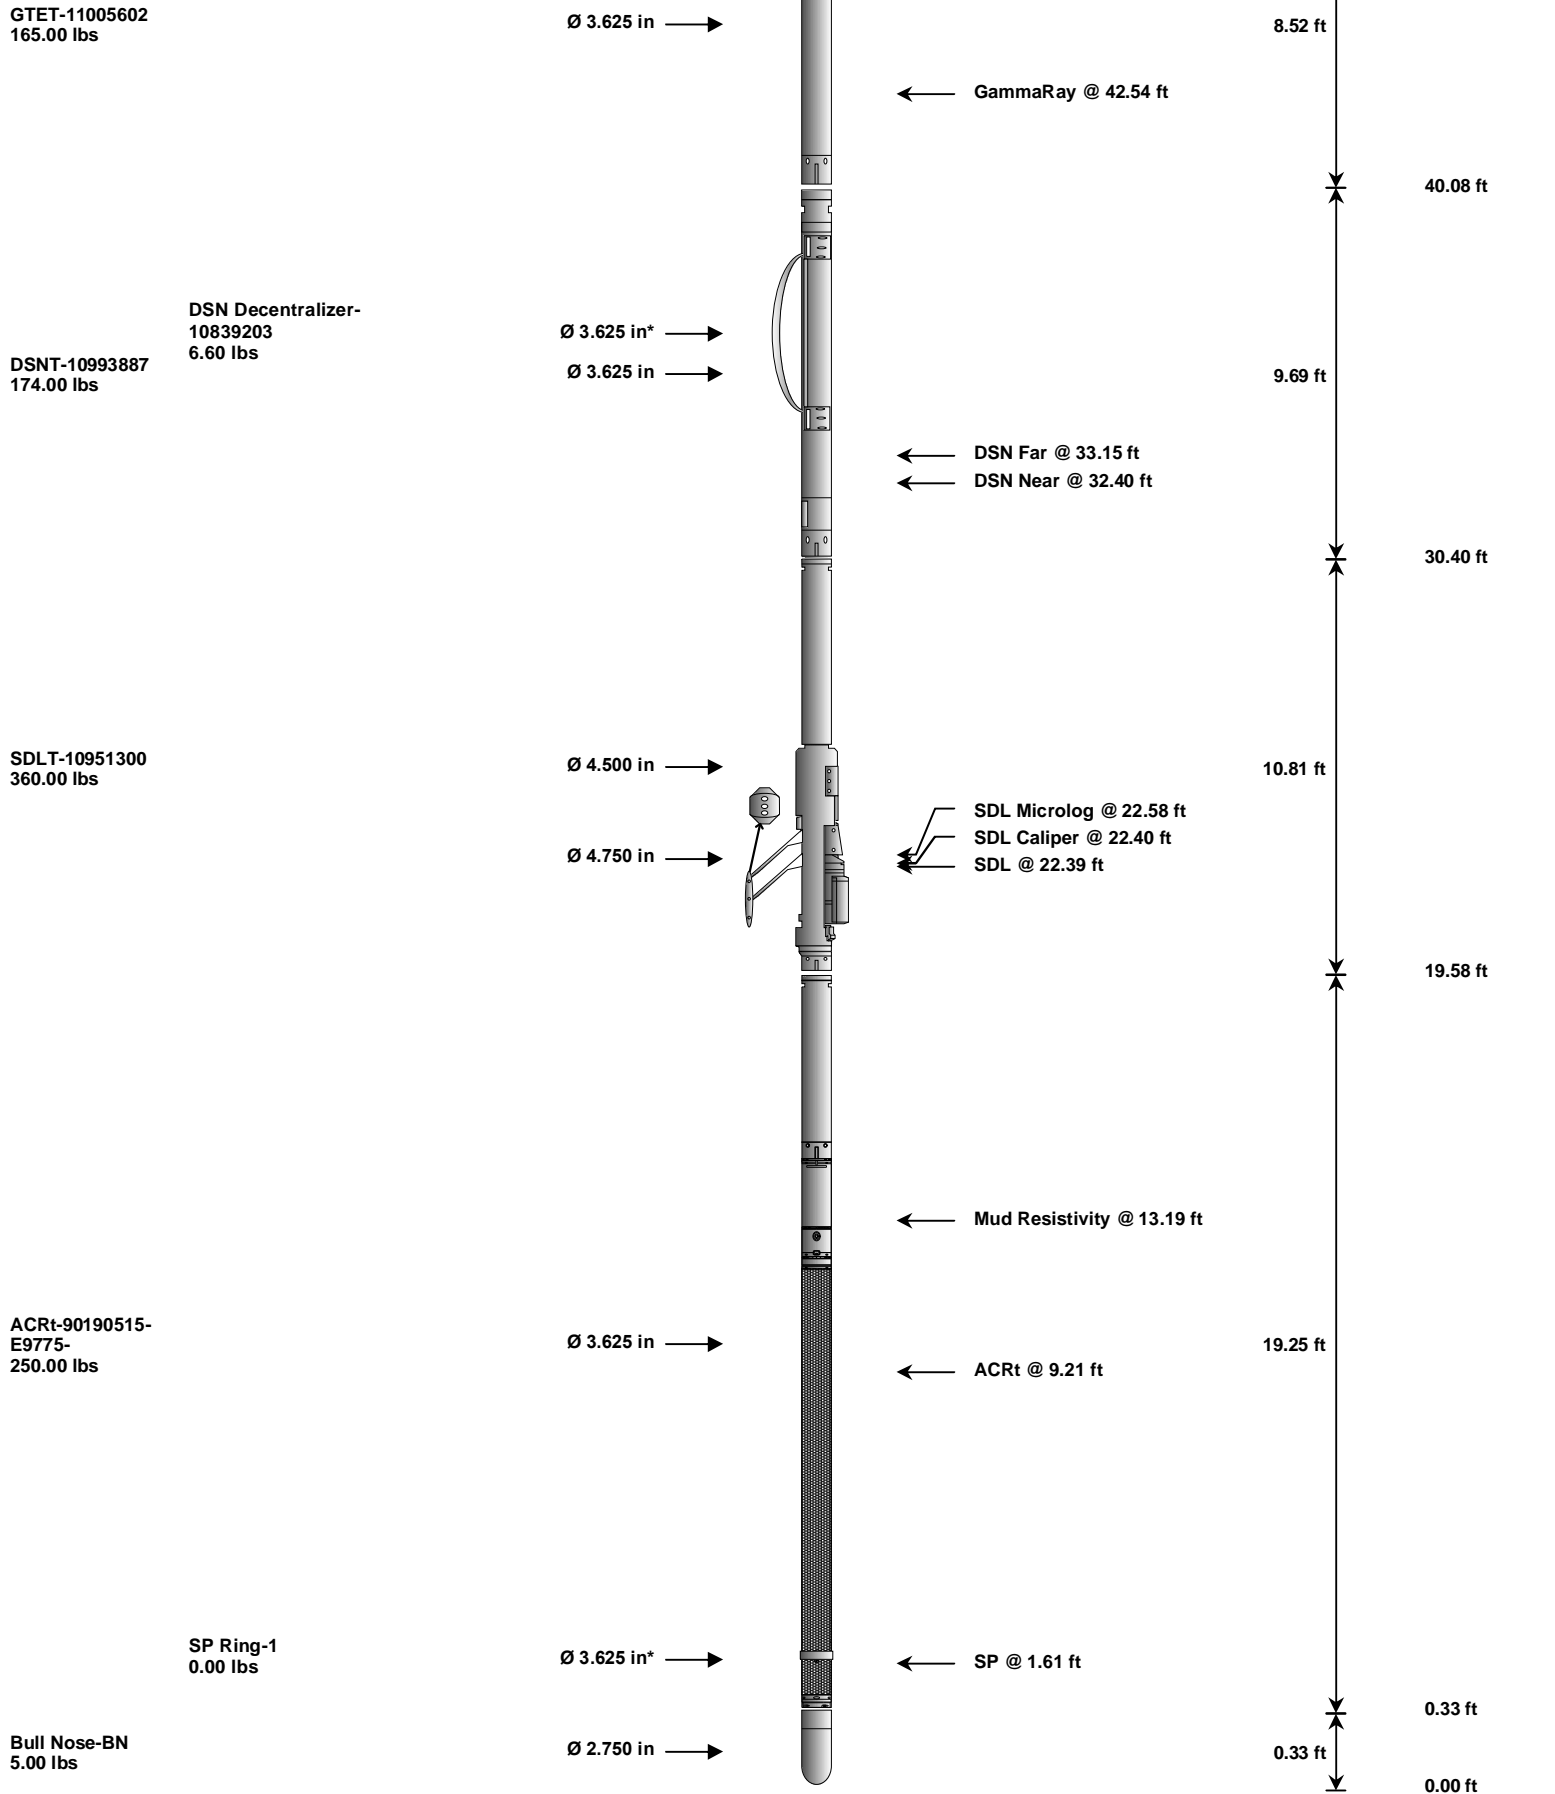 GTET-11005602
165.00 lbs
Ø 3.625 in
8.52 ft
GammaRay @ 42.54 ft
40.08 ft
DSN Decentralizer-
10839203
6.60 lbs
Ø 3.625 in*
DSNT-10993887
174.00 lbs
Ø 3.625 in
9.69 ft
DSN Far @ 33.15 ft
DSN Near @ 32.40 ft
30.40 ft
SDLT-10951300
360.00 lbs
Ø 4.500 in
10.81 ft
SDL Microlog @ 22.58 ft
SDL Caliper @ 22.40 ft
Ø 4.750 in
SDL @ 22.39 ft
19.58 ft
Mud Resistivity @ 13.19 ft
ACRt-90190515-
E9775-
250.00 lbs
Ø 3.625 in
19.25 ft
ACRt @ 9.21 ft
SP Ring-1
0.00 lbs
Ø 3.625 in*
SP @ 1.61 ft
0.33 ft
Bull Nose-BN
5.00 lbs
Ø 2.750 in
0.33 ft
0.00 ft